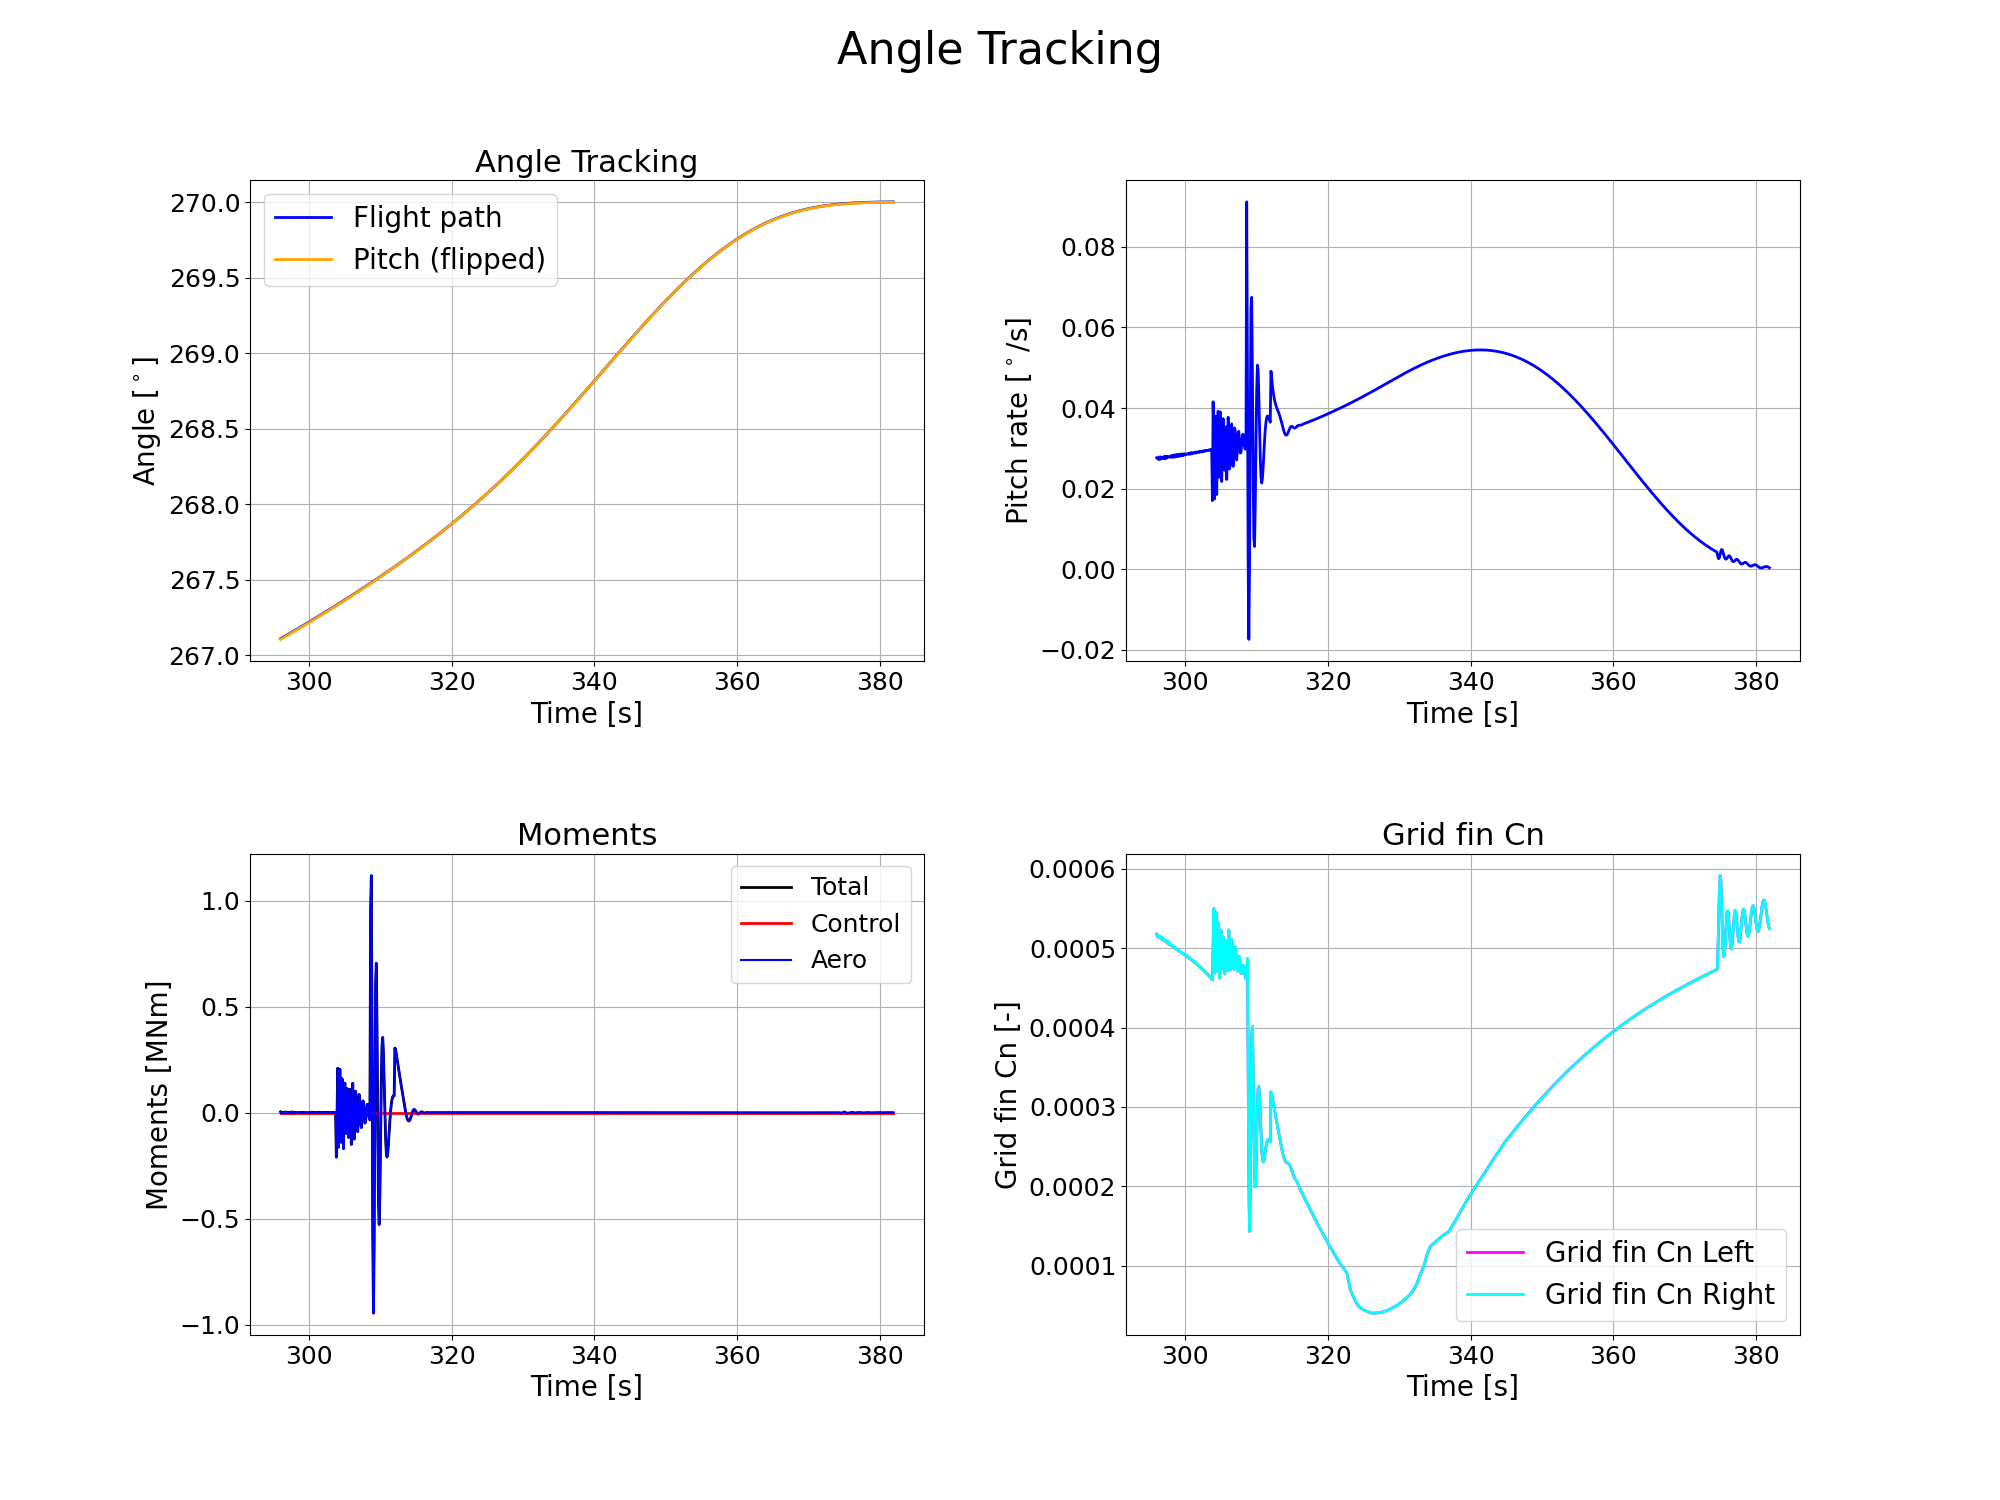 Angle Tracking
Angle Tracking
Flight path
Pitch (flipped)
270.0
269.5
269.0
268.5
268.0
267.5
267.0
Angle [°]
300 320 340 360 380
Time [s]
0.08
0.06
0.04
0.02
0.00
−0.02
Pitch rate [°/s]
300 320 340 360 380
Time [s]
Moments
Total
Control
Aero
1.0
0.5
0.0
−0.5
−1.0
Moments [MNm]
300 320 340 360 380
Time [s]
Grid fin Cn
0.0006
0.0005
0.0004
0.0003
0.0002
0.0001
Grid fin Cn [-]
Grid fin Cn Left
Grid fin Cn Right
300 320 340 360 380
Time [s]